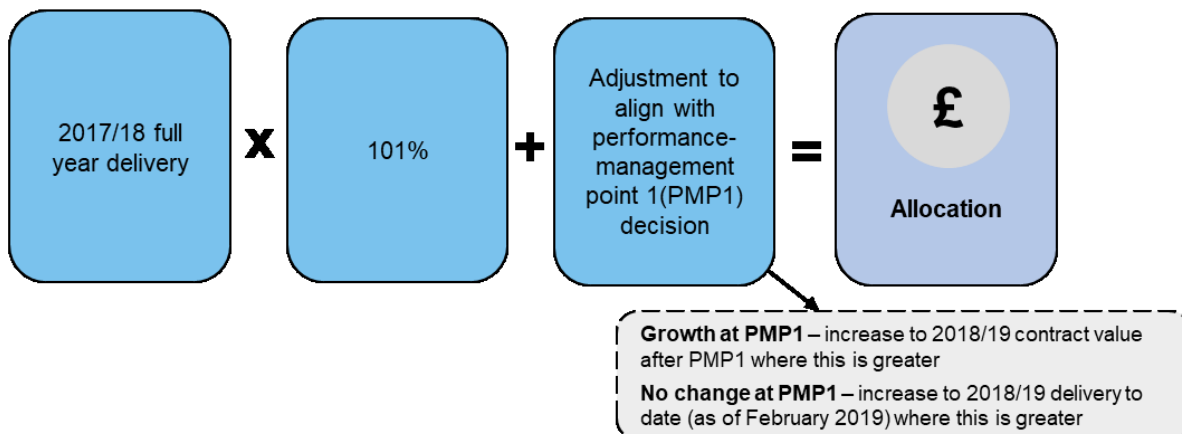 2017/18 full
year delivery
x
101%
+
Adjustment to
align with
performance-
management
point 1(PMP1)
decision
=
£
Allocation
Growth at PMP1 – increase to 2018/19 contract value
after PMP1 where this is greater
No change at PMP1 – increase to 2018/19 delivery to
date (as of February 2019) where this is greater